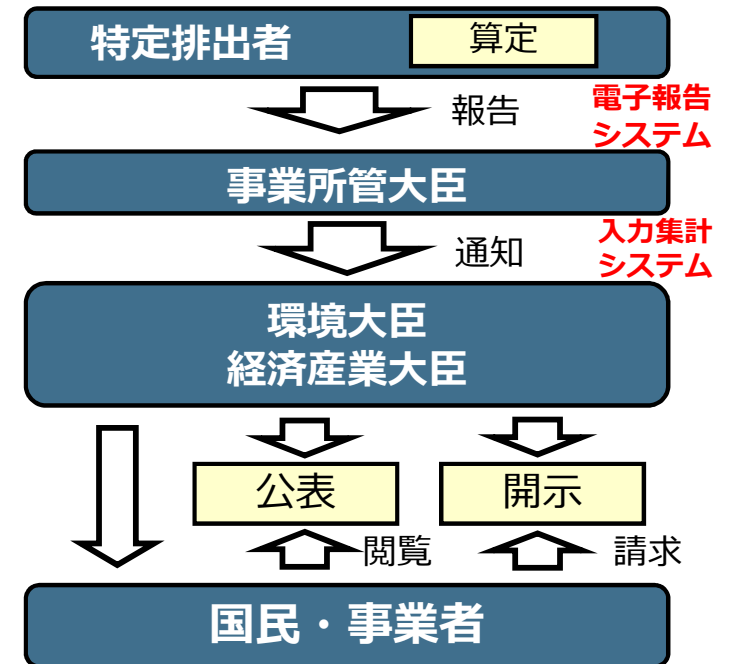 特定排出者
算定
報告
電子報告
システム
事業所管大臣
通知
入力集計
システム
環境大臣
経済産業大臣
公表
開示
閲覧
請求
国民・事業者